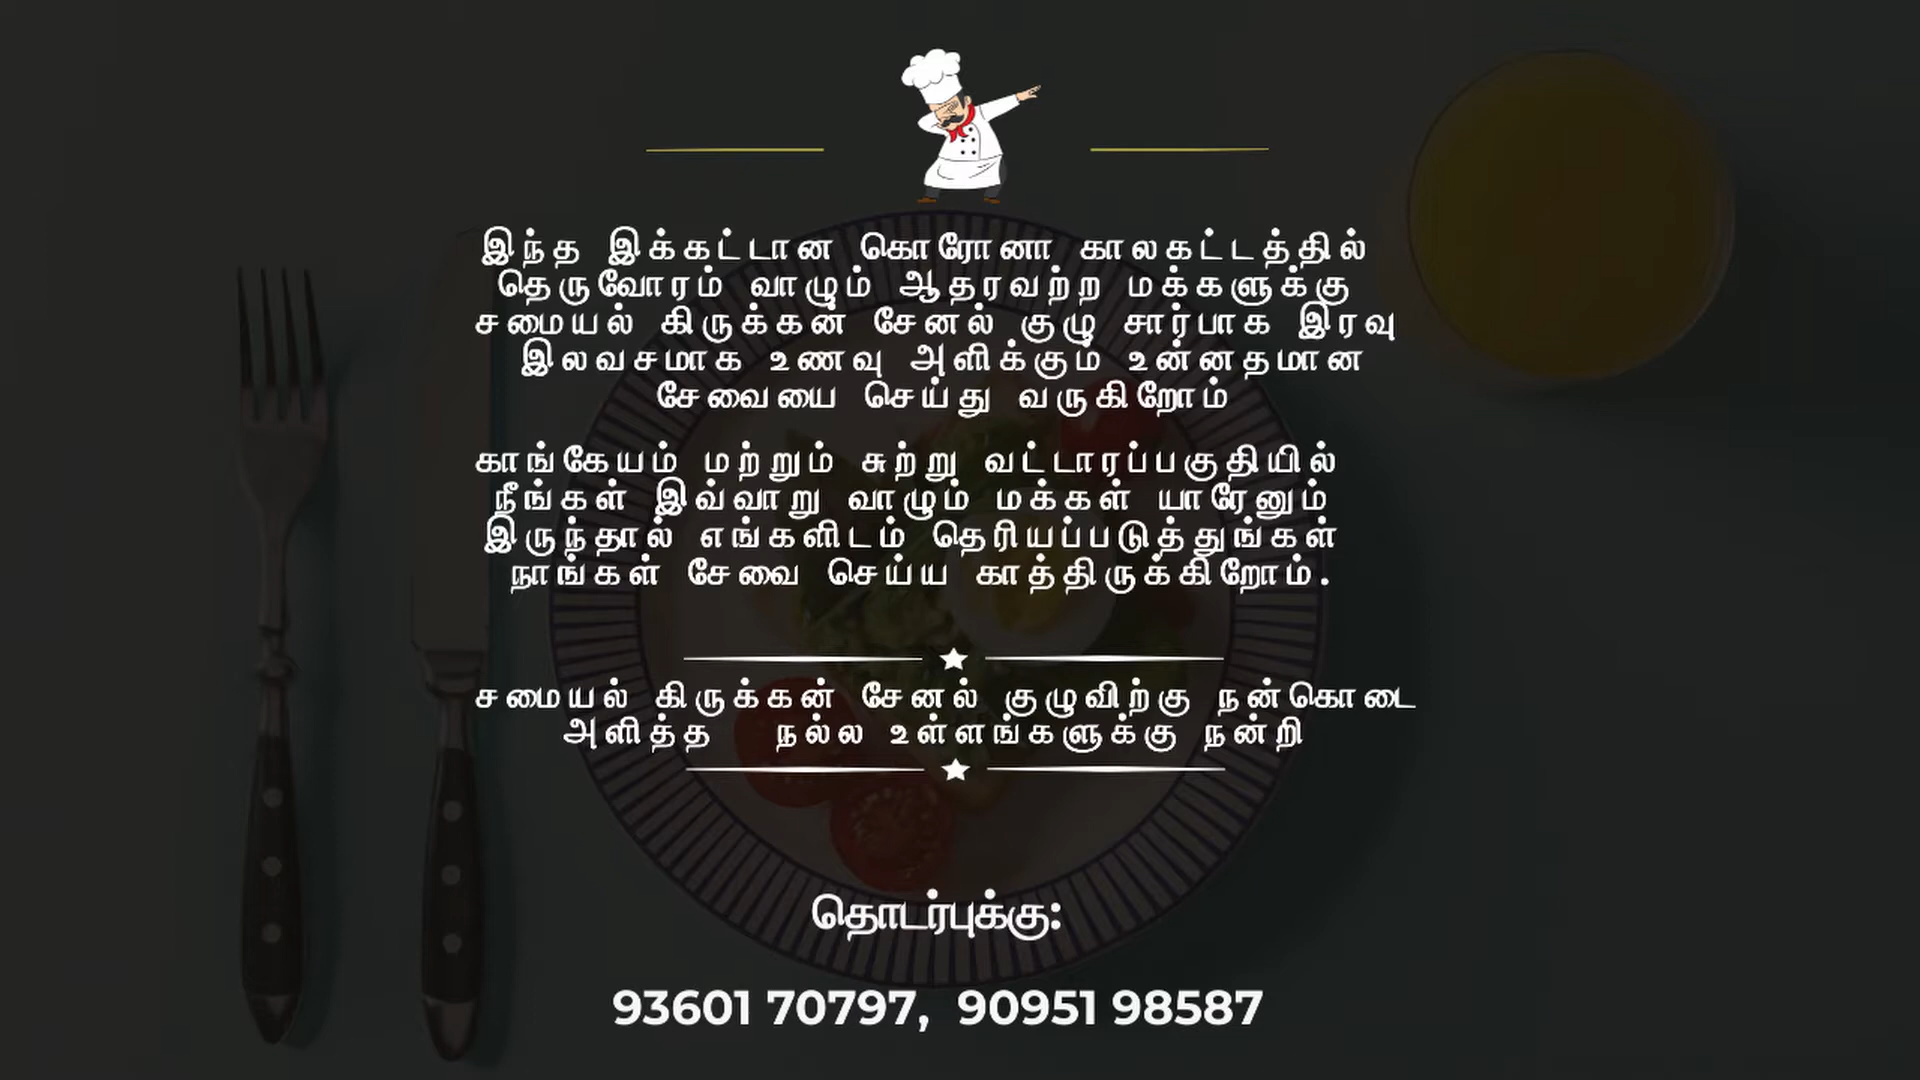 இந்த இக்கட்டான கொரோனா காலகட்டத்தில்
தெருவோரம் வாழும் ஆதரவற்ற மக்களுக்கு
சமையல் கிருக்கன் சேனல் குழு சார்பாக இரவு
இலவசமாக உணவு அளிக்கும் உன்னதமான
சேவையை செய்து வருகிறோம்
காங்கேயம் மற்றும் சுற்று வட்டாரப்பகுதியில்
நீங்கள் இவ்வாறு வாழும் மக்கள் யாரேனும்
இருந்தால் எங்களிடம் தெரியப்படுத்துங்கள்
நாங்கள் சேவை செய்ய காத்திருக்கிறோம்.
சமையல் கிருக்கன் சேனல் குழுவிற்கு நன்கொடை
அளித்த நல்ல உள்ளங்களுக்கு நன்றி
தொடர்புக்கு:
93601 70797, 90951 98587